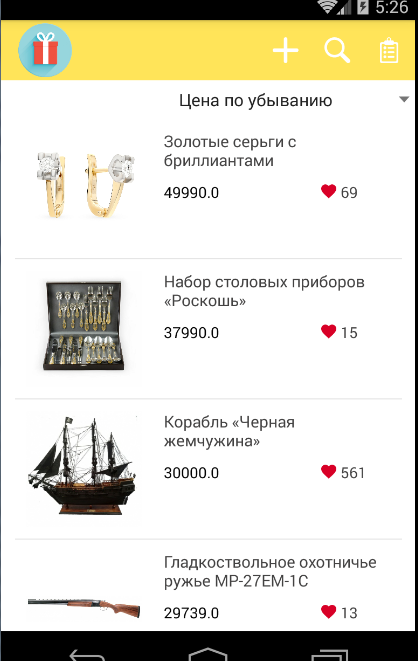 5:26
Цена по убыванию
Золотые серьги с
бриллиантами
49990.0
69
Набор столовых приборов
«Роскошь»
37990.0
15
Корабль «Черная
жемчужина»
30000.0
561
Гладкоствольное охотничье
ружье МР-27ЕМ-1С
29739.0
13